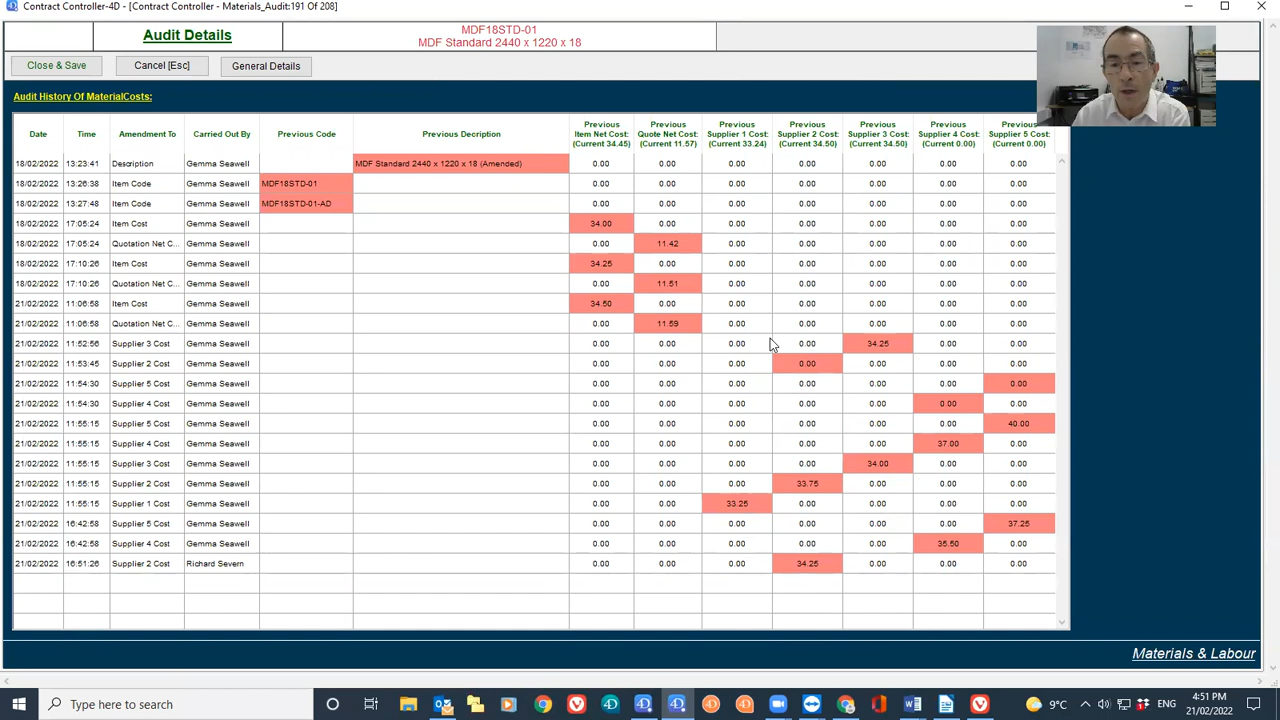 Contract Controller-4D - [Contract Controller - Materials_Audit:191 Of 208]
Audit Details
MDF18STD-01
MDF Standard 2440 x 1220 x 18
Close & Save Cancel [Esc] General Details
Audit History Of MaterialCosts:
Date Time Amendment To Carried Out By Previous Code Previous Decription Previous Item Net Cost: (Current 34.45) Previous Quote Net Cost: (Current 11.57) Previous Supplier 1 Cost: (Current 33.24) Previous Supplier 2 Cost: (Current 34.50) Previous Supplier 3 Cost: (Current 34.50) Previous Supplier 4 Cost: (Current 0.00) Previous Supplier 5 Cost: (Current 0.00)
18/02/2022 13:23:41 Description Gemma Seawell MDF Standard 2440 x 1220 x 18 (Amended) 0.00 0.00 0.00 0.00 0.00 0.00 0.00
18/02/2022 13:26:38 Item Code Gemma Seawell MDF18STD-01 0.00 0.00 0.00 0.00 0.00 0.00 0.00
18/02/2022 13:27:48 Item Code Gemma Seawell MDF18STD-01-AD 0.00 0.00 0.00 0.00 0.00 0.00 0.00
18/02/2022 17:05:24 Item Cost Gemma Seawell 34.00 0.00 0.00 0.00 0.00 0.00 0.00
18/02/2022 17:05:24 Quotation Net C... Gemma Seawell 0.00 11.42 0.00 0.00 0.00 0.00 0.00
18/02/2022 17:10:26 Item Cost Gemma Seawell 34.25 0.00 0.00 0.00 0.00 0.00 0.00
18/02/2022 17:10:26 Quotation Net C... Gemma Seawell 0.00 11.51 0.00 0.00 0.00 0.00 0.00
21/02/2022 11:06:58 Item Cost Gemma Seawell 34.50 0.00 0.00 0.00 0.00 0.00 0.00
21/02/2022 11:06:58 Quotation Net C... Gemma Seawell 0.00 11.59 0.00 0.00 0.00 0.00 0.00
21/02/2022 11:52:56 Supplier 3 Cost Gemma Seawell 0.00 0.00 0.00 0.00 34.25 0.00 0.00
21/02/2022 11:53:45 Supplier 2 Cost Gemma Seawell 0.00 0.00 0.00 0.00 0.00 0.00 0.00
21/02/2022 11:54:30 Supplier 5 Cost Gemma Seawell 0.00 0.00 0.00 0.00 0.00 0.00 0.00
21/02/2022 11:54:30 Supplier 4 Cost Gemma Seawell 0.00 0.00 0.00 0.00 0.00 0.00 0.00
21/02/2022 11:55:15 Supplier 5 Cost Gemma Seawell 0.00 0.00 0.00 0.00 0.00 0.00 40.00
21/02/2022 11:55:15 Supplier 4 Cost Gemma Seawell 0.00 0.00 0.00 0.00 0.00 37.00 0.00
21/02/2022 11:55:15 Supplier 3 Cost Gemma Seawell 0.00 0.00 0.00 0.00 34.00 0.00 0.00
21/02/2022 11:55:15 Supplier 2 Cost Gemma Seawell 0.00 0.00 0.00 33.75 0.00 0.00 0.00
21/02/2022 11:55:15 Supplier 1 Cost Gemma Seawell 0.00 0.00 33.25 0.00 0.00 0.00 0.00
21/02/2022 16:42:58 Supplier 5 Cost Gemma Seawell 0.00 0.00 0.00 0.00 0.00 0.00 37.25
21/02/2022 16:42:58 Supplier 4 Cost Gemma Seawell 0.00 0.00 0.00 0.00 0.00 35.50 0.00
21/02/2022 16:51:26 Supplier 2 Cost Richard Severn 0.00 0.00 0.00 34.25 0.00 0.00 0.00
Materials & Labour
Type here to search
9°C
ENG
4:51 PM
21/02/2022